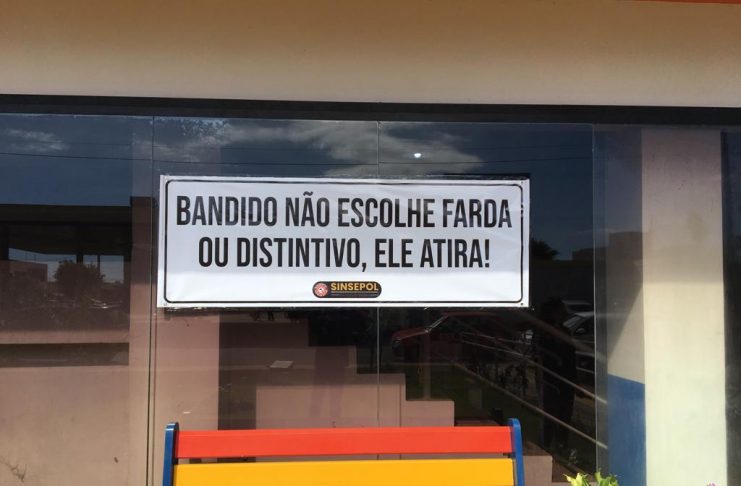 BANDIDO NÃO ESCOLHE FARDA
OU DISTINTIVO, ELE ATIRA!
SINSEPOL